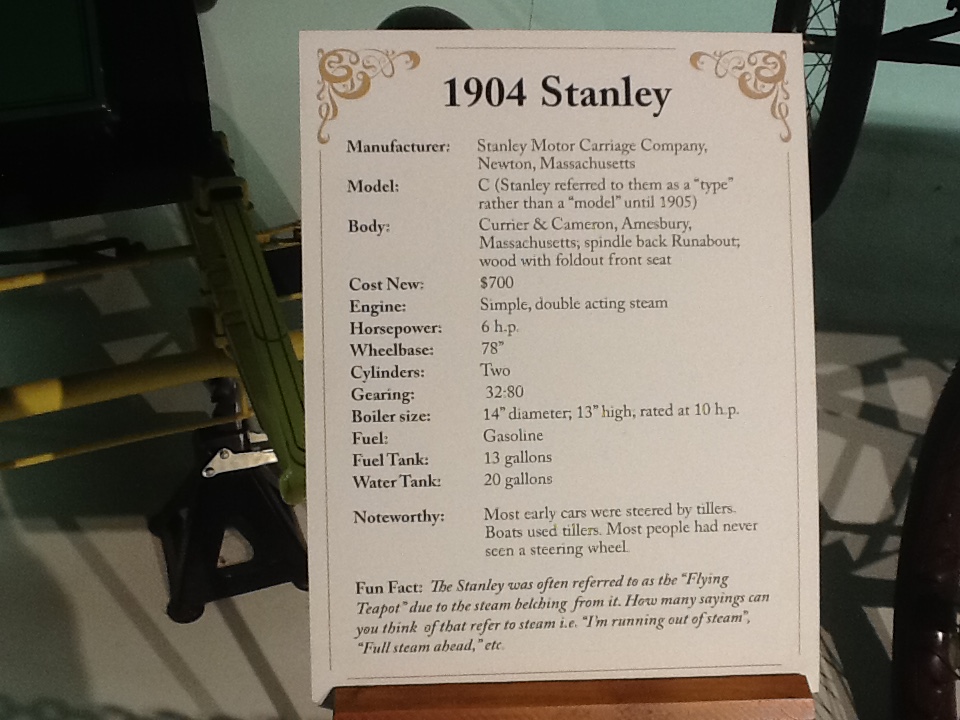 1904 Stanley
Manufacturer: Stanley Motor Carriage Company,
Newton, Massachusetts
Model: C (Stanley referred to them as a “type”
rather than a “model” until 1905)
Body: Currier & Cameron, Amesbury,
Massachusetts; spindle back Runabout;
wood with foldout front seat
Cost New: $700
Engine: Simple, double acting steam
Horsepower: 6 h.p.
Wheelbase: 78”
Cylinders: Two
Gearing: 32:80
Boiler size: 14” diameter; 13” high, rated at 10 h.p.
Fuel: Gasoline
Fuel Tank: 13 gallons
Water Tank: 20 gallons
Noteworthy: Most early cars were steered by tillers.
Boats used tillers. Most people had never
seen a steering wheel.
Fun Fact: The Stanley was often referred to as the “Flying
Teapot” due to the steam belching from it. How many sayings can
you think of that refer to steam i.e. “I'm running out of steam”,
“Full steam ahead,” etc.